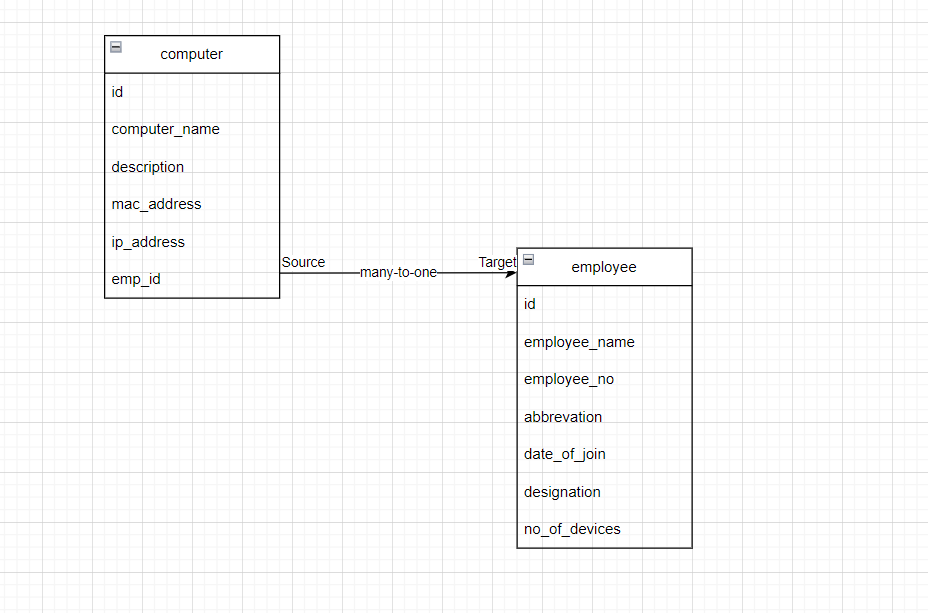 computer
id
computer_name
description
mac_address
ip_address
emp_id
Source
many-to-one
Target
employee
id
employee_name
employee_no
abbrevation
date_of_join
designation
no_of_devices